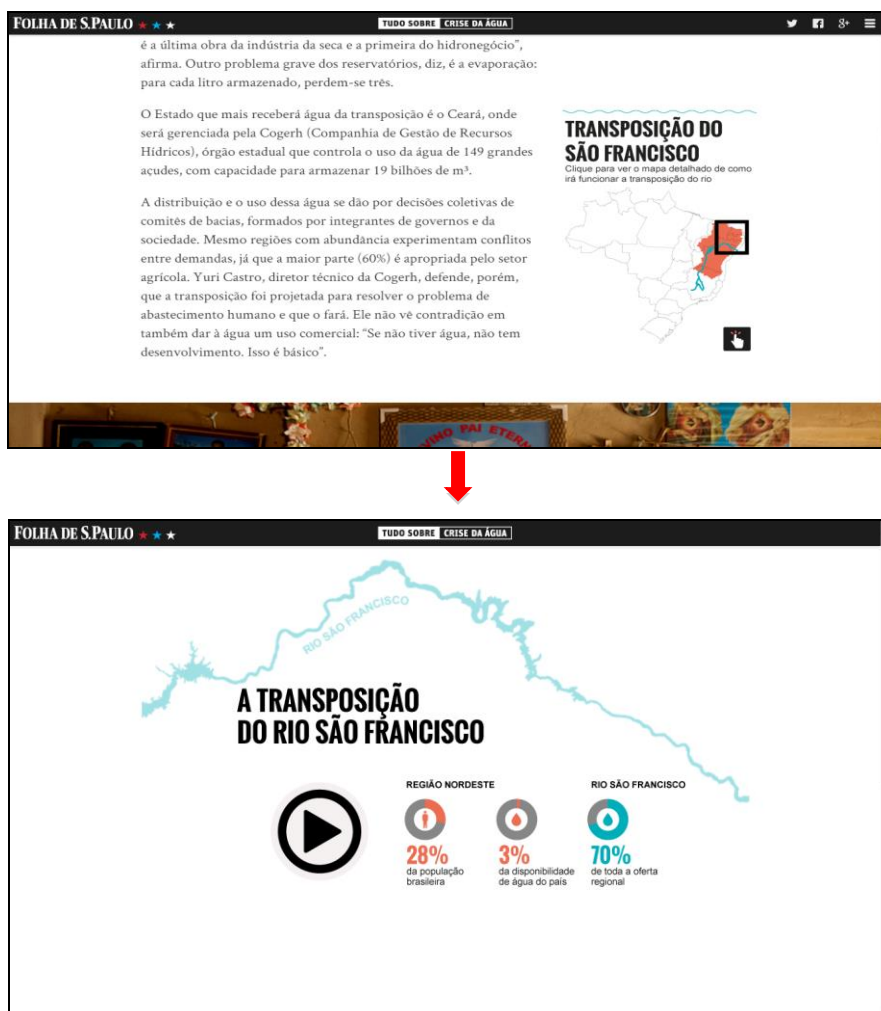 FOLHA DE S.PAULO
TUDO SOBRE CRISE DA ÁGUA
é a última obra da indústria da seca e a primeira do hidronegócio”,
afirma. Outro problema grave dos reservatórios, diz, é a evaporação:
para cada litro armazenado, perdem-se três.
O Estado que mais receberá água da transposição é o Ceará, onde
será gerenciada pela Cogerh (Companhia de Gestão de Recursos
Hídricos), órgão estadual que controla o uso da água de 149 grandes
açudes, com capacidade para armazenar 19 bilhões de m³.
A distribuição e o uso dessa água se dão por decisões coletivas de
comitês de bacias, formados por integrantes de governos e da
sociedade. Mesmo regiões com abundância experimentam conflitos
entre demandas, já que a maior parte (60%) é apropriada pelo setor
agrícola. Yuri Castro, diretor técnico da Cogerh, defende, porém,
que a transposição foi projetada para resolver o problema de
abastecimento humano e que o fará. Ele não vê contradição em
também dar à água um uso comercial: “Se não tiver água, não tem
desenvolvimento. Isso é básico”.
TRANSPOSIÇÃO DO
SÃO FRANCISCO
Clique para ver o mapa detalhado de como
irá funcionar a transposição do rio
VINO PAI ETERNO
FOLHA DE S.PAULO
TUDO SOBRE CRISE DA ÁGUA
RIO SÃO FRANCISCO
A TRANSPOSIÇÃO
DO RIO SÃO FRANCISCO
REGIÃO NORDESTE
28%
da população
brasileira
3%
da disponibilidade
de água do país
RIO SÃO FRANCISCO
70%
de toda a oferta
regional